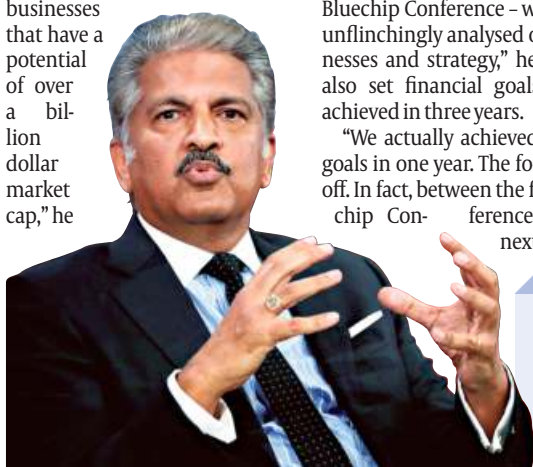 businesses
that have a
potential
of over
a bil-
lion
dollar
market
cap,” he
Bluechip Conference – w
unflinchingly analysed o
nesses and strategy,” he
also set financial goals
achieved in three years.
“We actually achieved
goals in one year. The fo
off. In fact, between the f
chip Con- ference
next